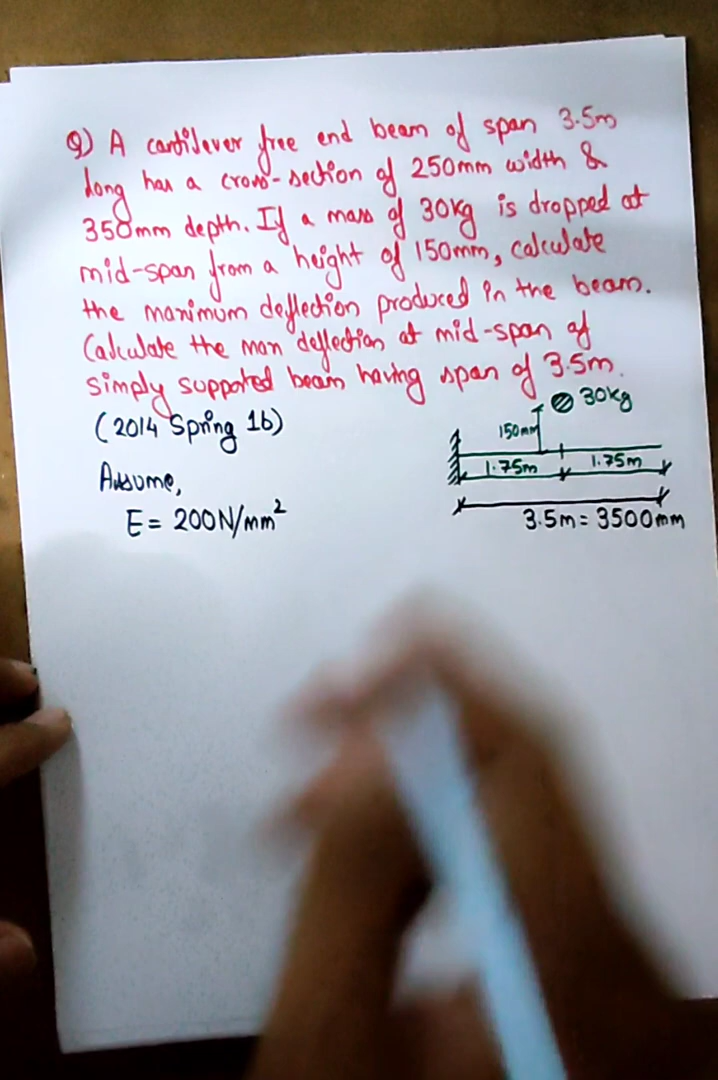 Q) A cantilever free end beam of span 3.5m
long has a cross-section of 250mm width &
350mm depth. If a mass of 30kg is dropped at
mid-span from a height of 150mm, calculate
the maximum deflection produced in the beam.
Calculate the max deflection at mid-span of
simply supported beam having span of 3.5m.
(2014 Spring 1b)
30kg
150mm
Assume,
1.75m 1.75m
E = 200N/mm²
3.5m = 3500mm